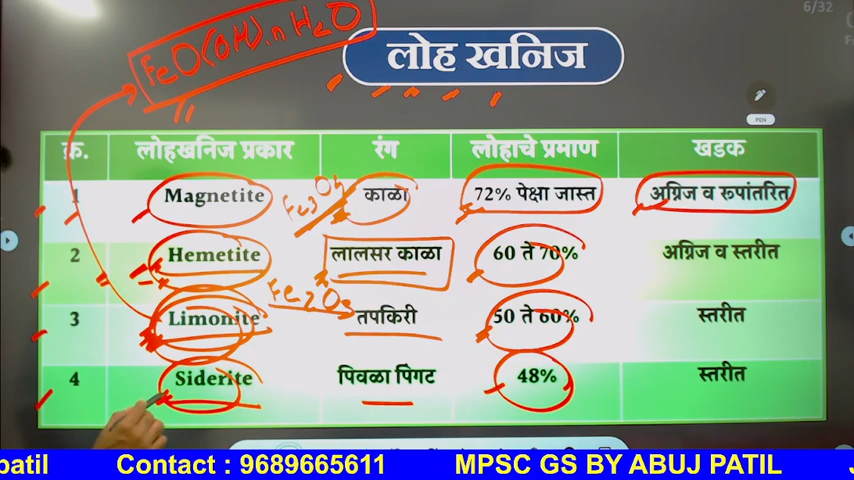 6/32
FeO(OH).nH2O
लोह खनिज
PEN
क्र. लोहखनिज प्रकार रंग लोहाचे प्रमाण खडक
1 Magnetite Fe3O4 काळा 72% पेक्षा जास्त अग्निज व रूपांतरित
2 Hemetite लालसर काळा 60 ते 70% अग्निज व स्तरीत
Fe2O3
3 Limonite तपकिरी 50 ते 60% स्तरीत
4 Siderite पिवळा पिंगट 48% स्तरीत
patil Contact : 9689665611 MPSC GS BY ABUJ PATIL J